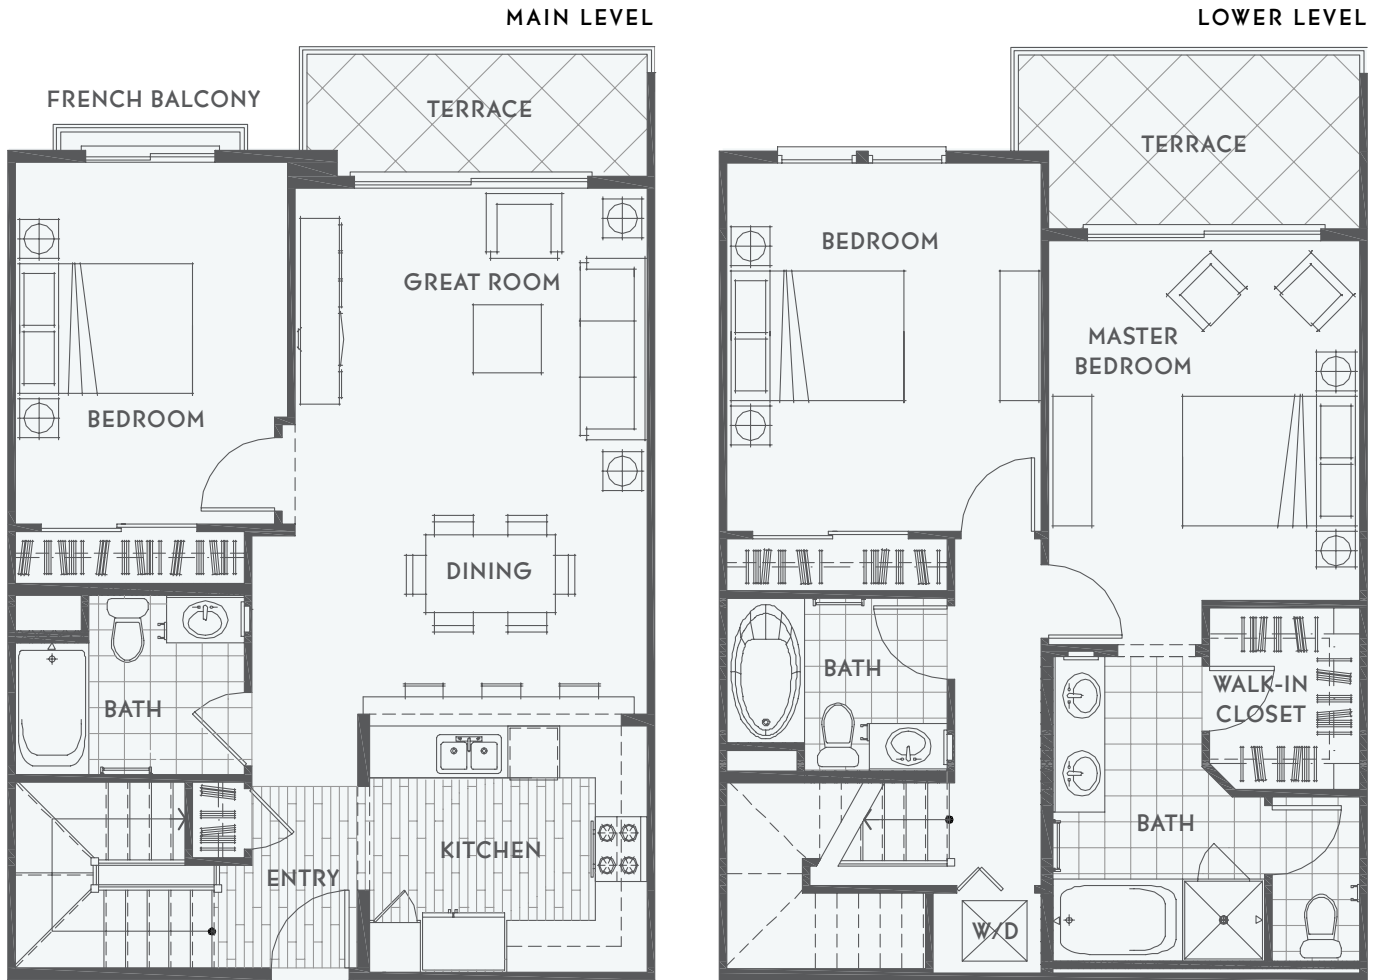 MAIN LEVEL
FRENCH BALCONY
TERRACE
GREAT ROOM
BEDROOM
DINING
BATH
KITCHEN
ENTRY
LOWER LEVEL
TERRACE
BEDROOM
MASTER
BEDROOM
BATH
WALK-IN
CLOSET
BATH
W/D